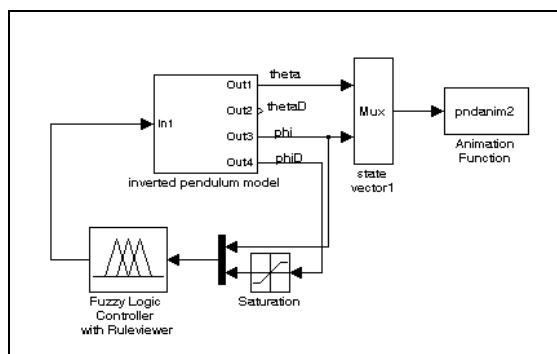 theta
Out1
Out2
thetaD
In1
Out3
phi
Out4
phiD
inverted pendulum model
Mux
state
vector1
pndanim2
Animation
Function
Fuzzy Logic
Controller
with Ruleviewer
Saturation